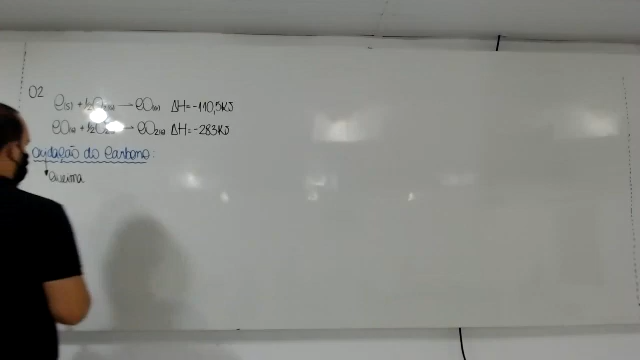 02
C(s) + ½O2(g) → CO(g) ΔH = -110,5KJ
CO(g) + ½O2(g) → CO2(g) ΔH = -283KJ
Oxidação do Carbono:
Queima